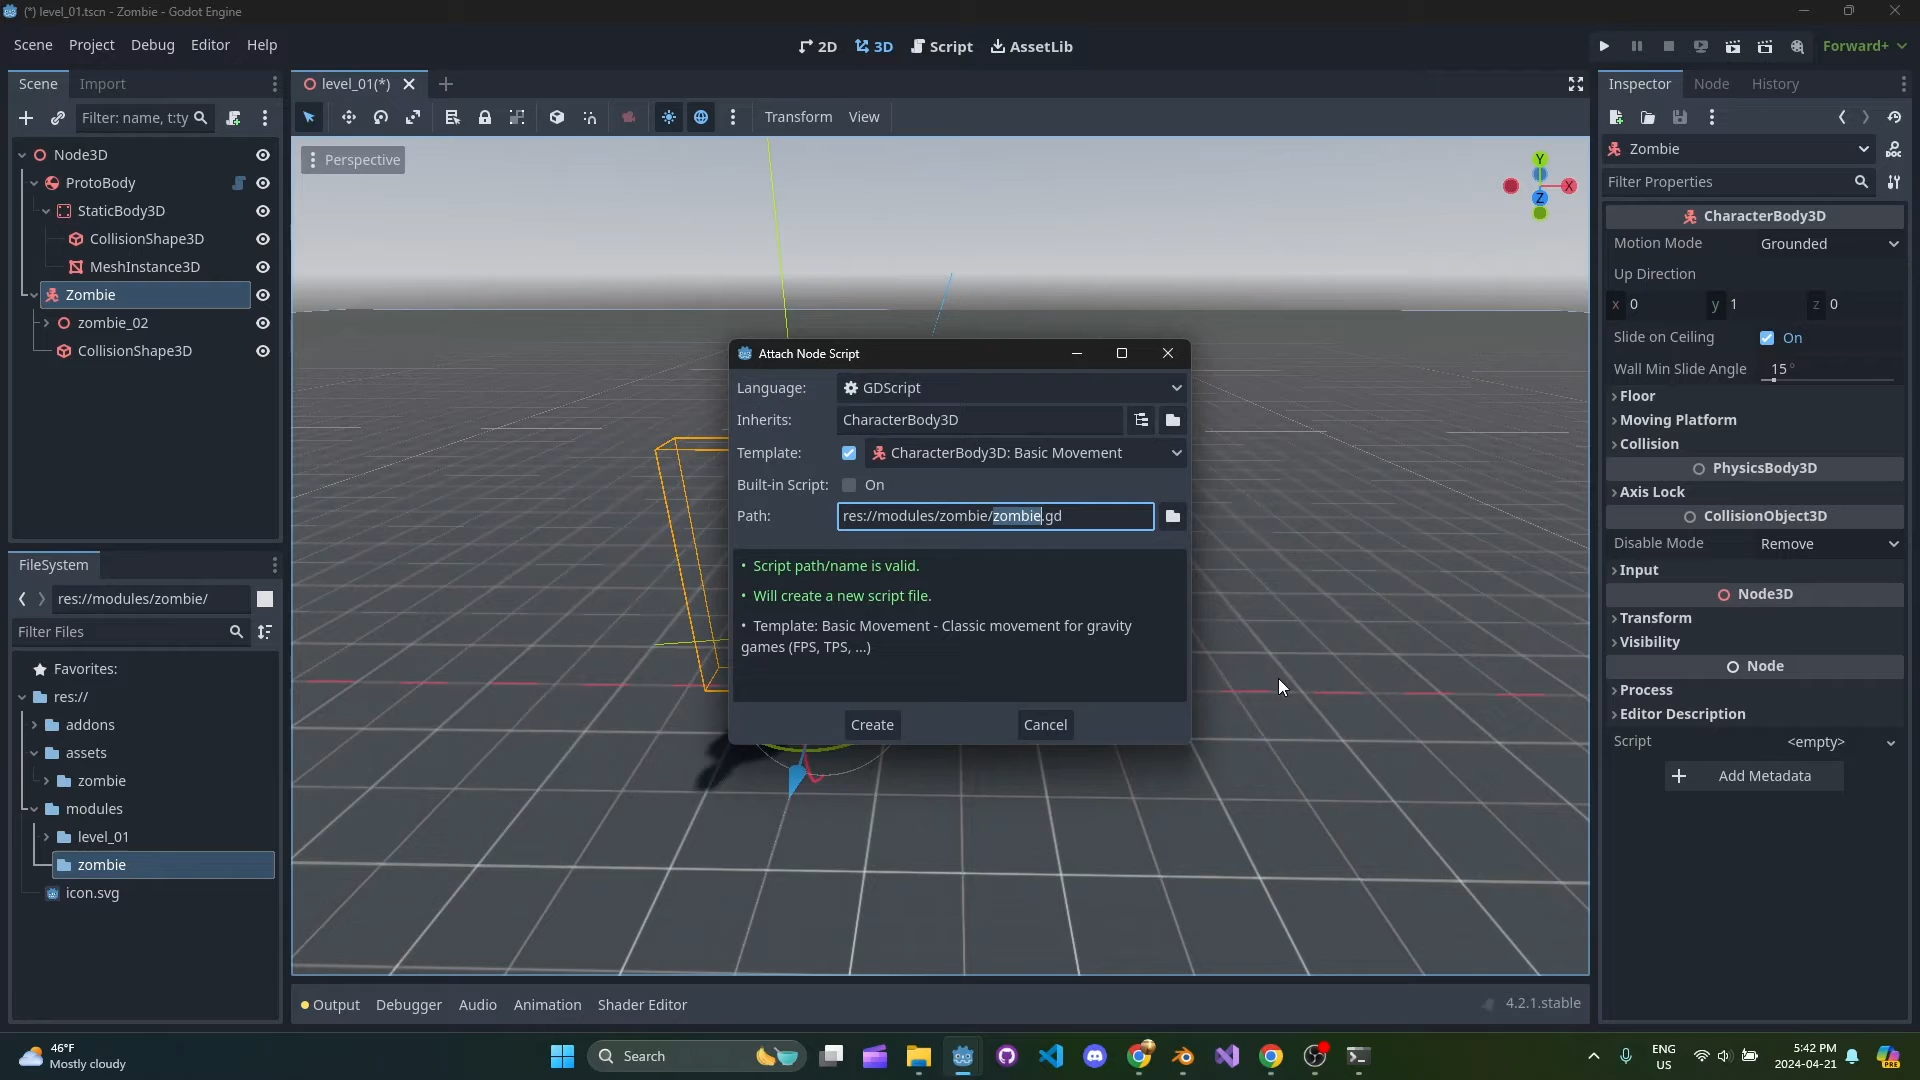 (*) level_01.tscn - Zombie - Godot Engine
Scene Project Debug Editor Help
2D 3D Script AssetLib
Forward+
Scene Import
level_01(*)
Inspector Node History
Filter: name, t:ty
Transform View
Node3D
ProtoBody
StaticBody3D
CollisionShape3D
MeshInstance3D
Zombie
zombie_02
CollisionShape3D
Perspective
Y
X
Z
Attach Node Script
Language: GDScript
Inherits: CharacterBody3D
Template: CharacterBody3D: Basic Movement
Built-in Script: On
Path: res://modules/zombie/zombie.gd
• Script path/name is valid.
• Will create a new script file.
• Template: Basic Movement - Classic movement for gravity
games (FPS, TPS, ...)
Create Cancel
Zombie
Filter Properties
CharacterBody3D
Motion Mode Grounded
Up Direction
x 0 y 1 z 0
Slide on Ceiling On
Wall Min Slide Angle 15 °
Floor
Moving Platform
Collision
PhysicsBody3D
Axis Lock
CollisionObject3D
Disable Mode Remove
Input
Node3D
Transform
Visibility
Node
Process
Editor Description
Script <empty>
Add Metadata
FileSystem
res://modules/zombie/
Filter Files
Favorites:
res://
addons
assets
zombie
modules
level_01
zombie
icon.svg
Output Debugger Audio Animation Shader Editor
4.2.1.stable
46°F
Mostly cloudy
Search
ENG
US
5:42 PM
2024-04-21
PRE